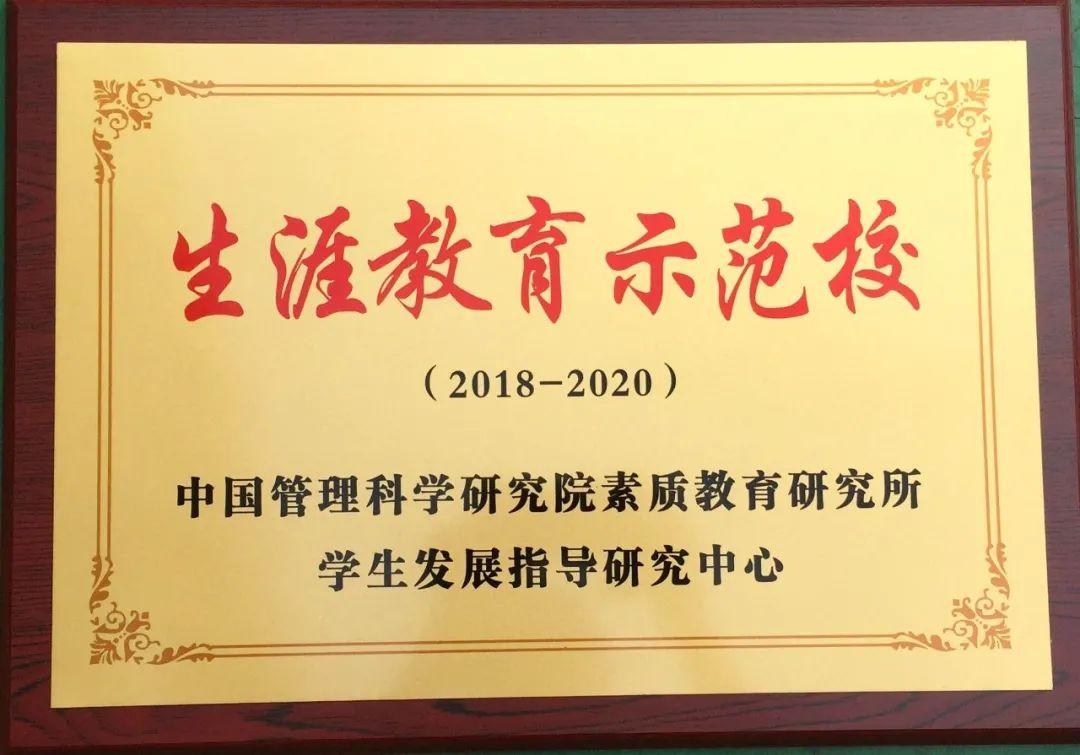 生涯教育示范校
（2018-2020）
中国管理科学研究院素质教育研究所
学生发展指导研究中心